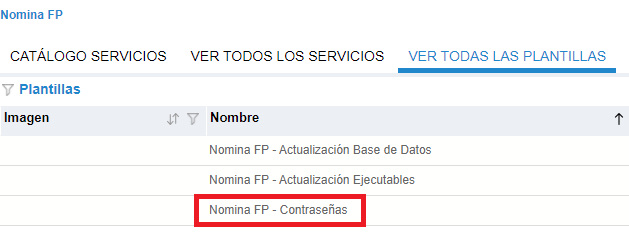 Nomina FP
CATÁLOGO SERVICIOS VER TODOS LOS SERVICIOS VER TODAS LAS PLANTILLAS
Plantillas
Imagen Nombre
Nomina FP - Actualización Base de Datos
Nomina FP - Actualización Ejecutables
Nomina FP - Contraseñas